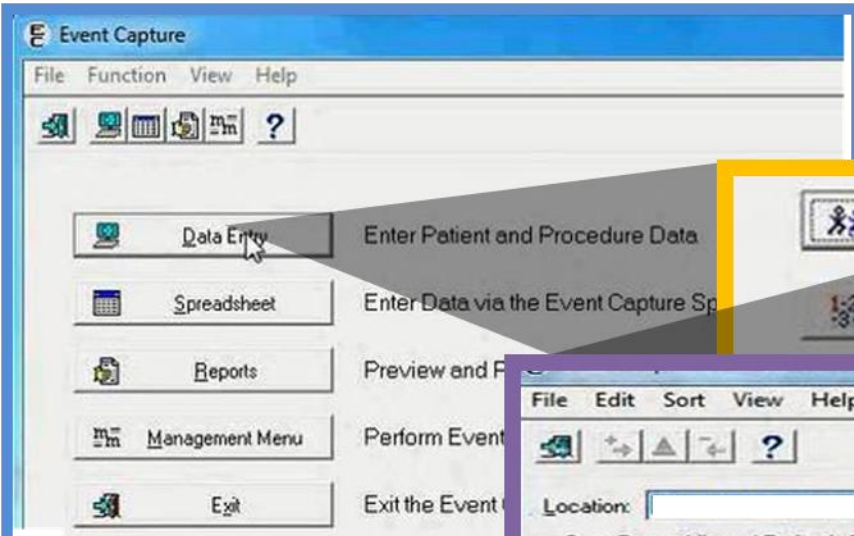 Event Capture
File Function View Help
Data Entry Enter Patient and Procedure Data
Spreadsheet Enter Data via the Event Capture Sp
Reports Preview and P
Management Menu Perform Event
Exit Exit the Event
File Edit Sort View Help
Location: